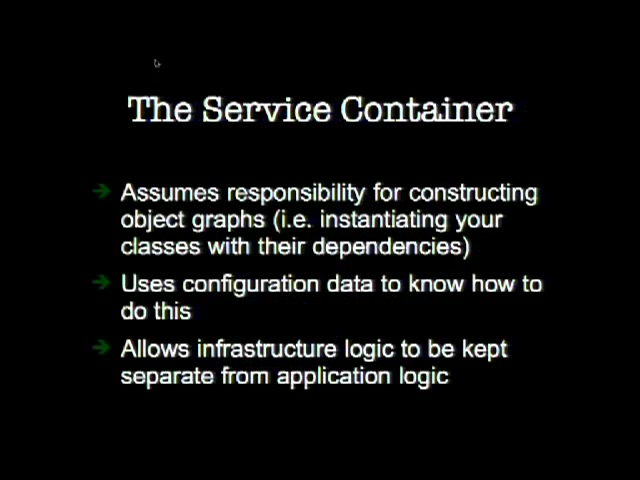 The Service Container
Assumes responsibility for constructing
object graphs (i.e. instantiating your
classes with their dependencies)
Uses configuration data to know how to
do this
Allows infrastructure logic to be kept
separate from application logic